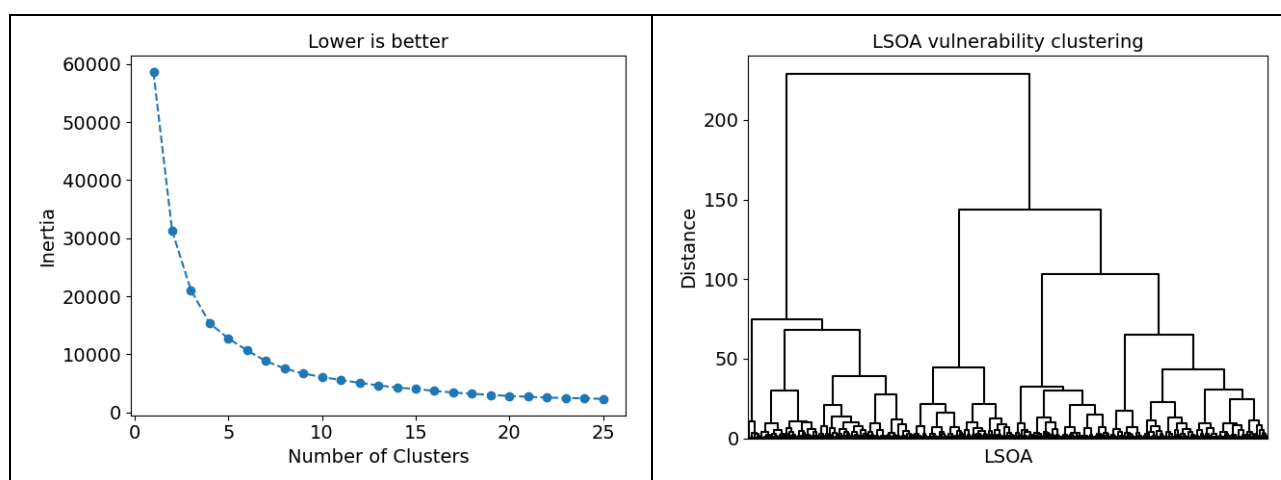 Lower is better
60000
50000
40000
30000
20000
10000
0
Inertia
0 5 10 15 20 25
Number of Clusters
LSOA vulnerability clustering
200
150
100
50
0
Distance
LSOA